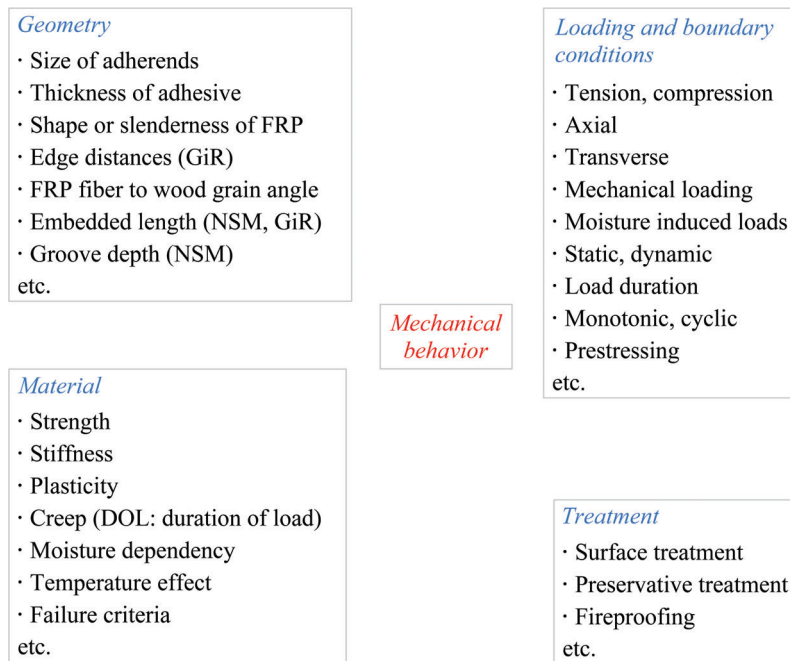 Geometry
· Size of adherends
· Thickness of adhesive
· Shape or slenderness of FRP
· Edge distances (GiR)
· FRP fiber to wood grain angle
· Embedded length (NSM, GiR)
· Groove depth (NSM)
etc.
Loading and boundary
conditions
· Tension, compression
· Axial
· Transverse
· Mechanical loading
· Moisture induced loads
· Static, dynamic
· Load duration
· Monotonic, cyclic
· Prestressing
etc.
Mechanical
behavior
Material
· Strength
· Stiffness
· Plasticity
· Creep (DOL: duration of load)
· Moisture dependency
· Temperature effect
· Failure criteria
etc.
Treatment
· Surface treatment
· Preservative treatment
· Fireproofing
etc.